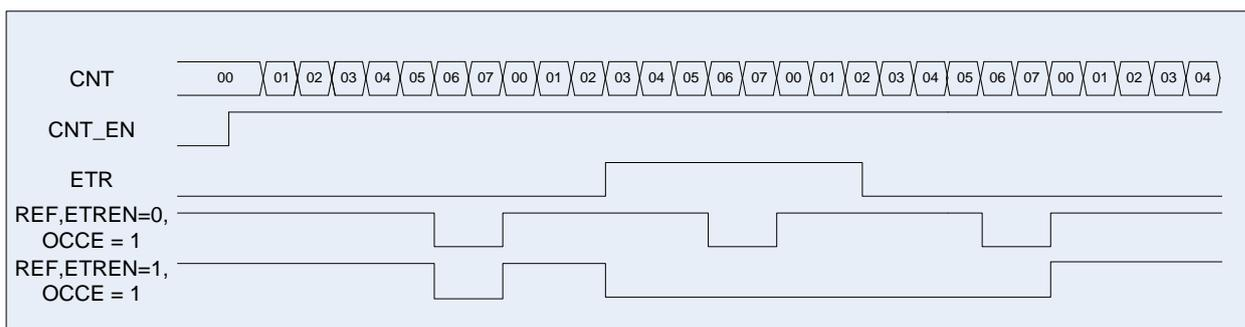 CNT 00 01 02 03 04 05 06 07 00 01 02 03 04 05 06 07 00 01 02 03 04 05 06 07 00 01 02 03 04
CNT_EN
ETR
REF,ETREN=0,
OCCE = 1
REF,ETREN=1,
OCCE = 1